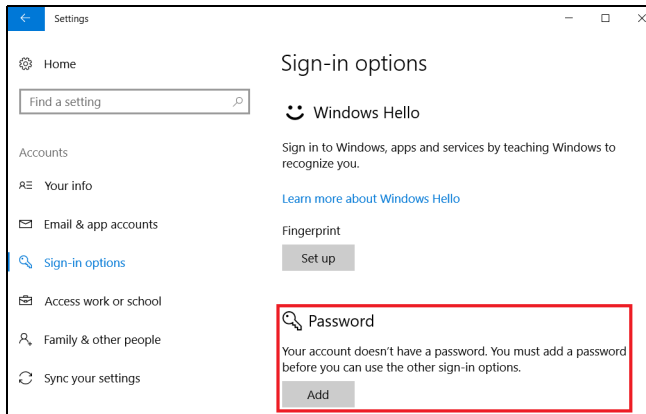 Settings
Home
Find a setting
Accounts
Your info
Email & app accounts
Sign-in options
Access work or school
Family & other people
Sync your settings
Sign-in options
Windows Hello
Sign in to Windows, apps and services by teaching Windows to
recognize you.
Learn more about Windows Hello
Fingerprint
Set up
Password
Your account doesn't have a password. You must add a password
before you can use the other sign-in options.
Add